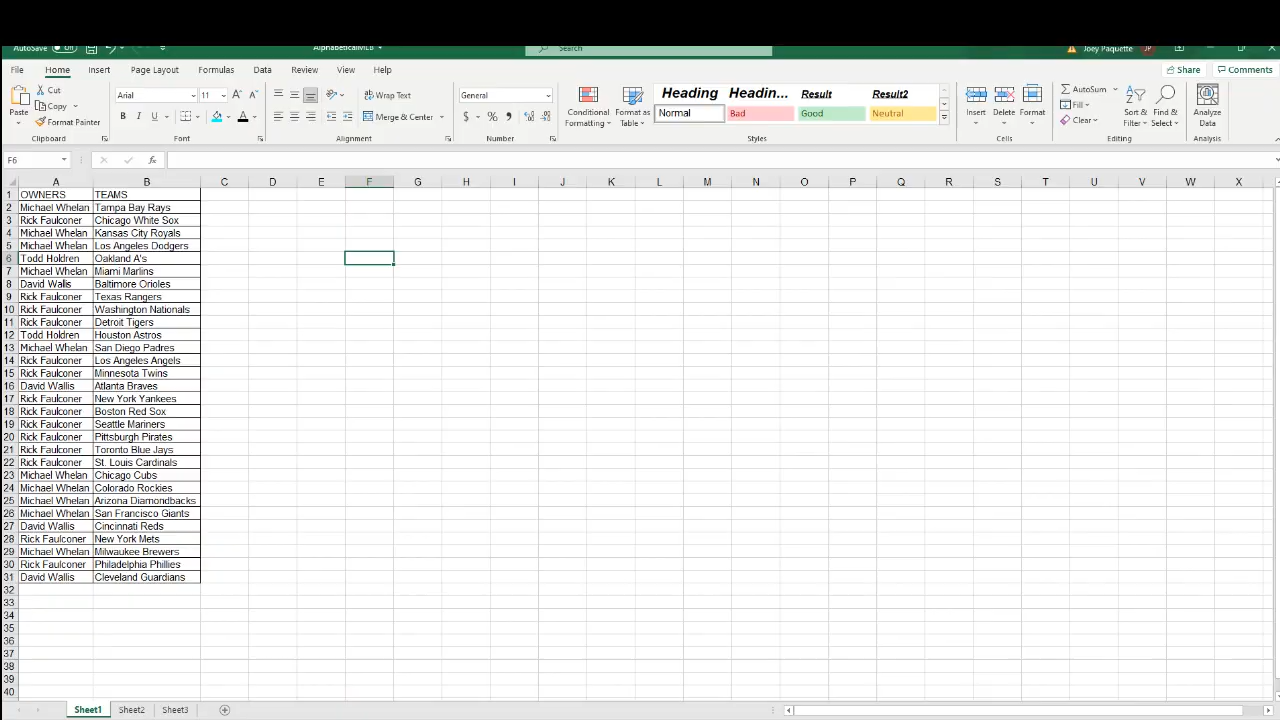 AutoSave Off AlphabeticalMLB Search Joey Paquette JP
File Home Insert Page Layout Formulas Data Review View Help Share Comments
Cut
Copy
Format Painter
Paste
Clipboard
Arial 11
B I U
Font
Wrap Text
Merge & Center
Alignment
General
$ % 9
Number
Conditional Formatting
Format as Table
Heading Headin... Result Result2
Normal Bad Good Neutral
Styles
Insert Delete Format
Cells
AutoSum
Fill
Clear
Sort & Filter
Find & Select
Editing
Analyze Data
Analysis
F6 fx
A B C D E F G H I J K L M N O P Q R S T U V W X
1 OWNERS TEAMS
2 Michael Whelan Tampa Bay Rays
3 Rick Faulconer Chicago White Sox
4 Michael Whelan Kansas City Royals
5 Michael Whelan Los Angeles Dodgers
6 Todd Holdren Oakland A's
7 Michael Whelan Miami Marlins
8 David Wallis Baltimore Orioles
9 Rick Faulconer Texas Rangers
10 Rick Faulconer Washington Nationals
11 Rick Faulconer Detroit Tigers
12 Todd Holdren Houston Astros
13 Michael Whelan San Diego Padres
14 Rick Faulconer Los Angeles Angels
15 Rick Faulconer Minnesota Twins
16 David Wallis Atlanta Braves
17 Rick Faulconer New York Yankees
18 Rick Faulconer Boston Red Sox
19 Rick Faulconer Seattle Mariners
20 Rick Faulconer Pittsburgh Pirates
21 Rick Faulconer Toronto Blue Jays
22 Rick Faulconer St. Louis Cardinals
23 Michael Whelan Chicago Cubs
24 Michael Whelan Colorado Rockies
25 Michael Whelan Arizona Diamondbacks
26 Michael Whelan San Francisco Giants
27 David Wallis Cincinnati Reds
28 Rick Faulconer New York Mets
29 Michael Whelan Milwaukee Brewers
30 Rick Faulconer Philadelphia Phillies
31 David Wallis Cleveland Guardians
32
33
34
35
36
37
38
39
40
Sheet1 Sheet2 Sheet3